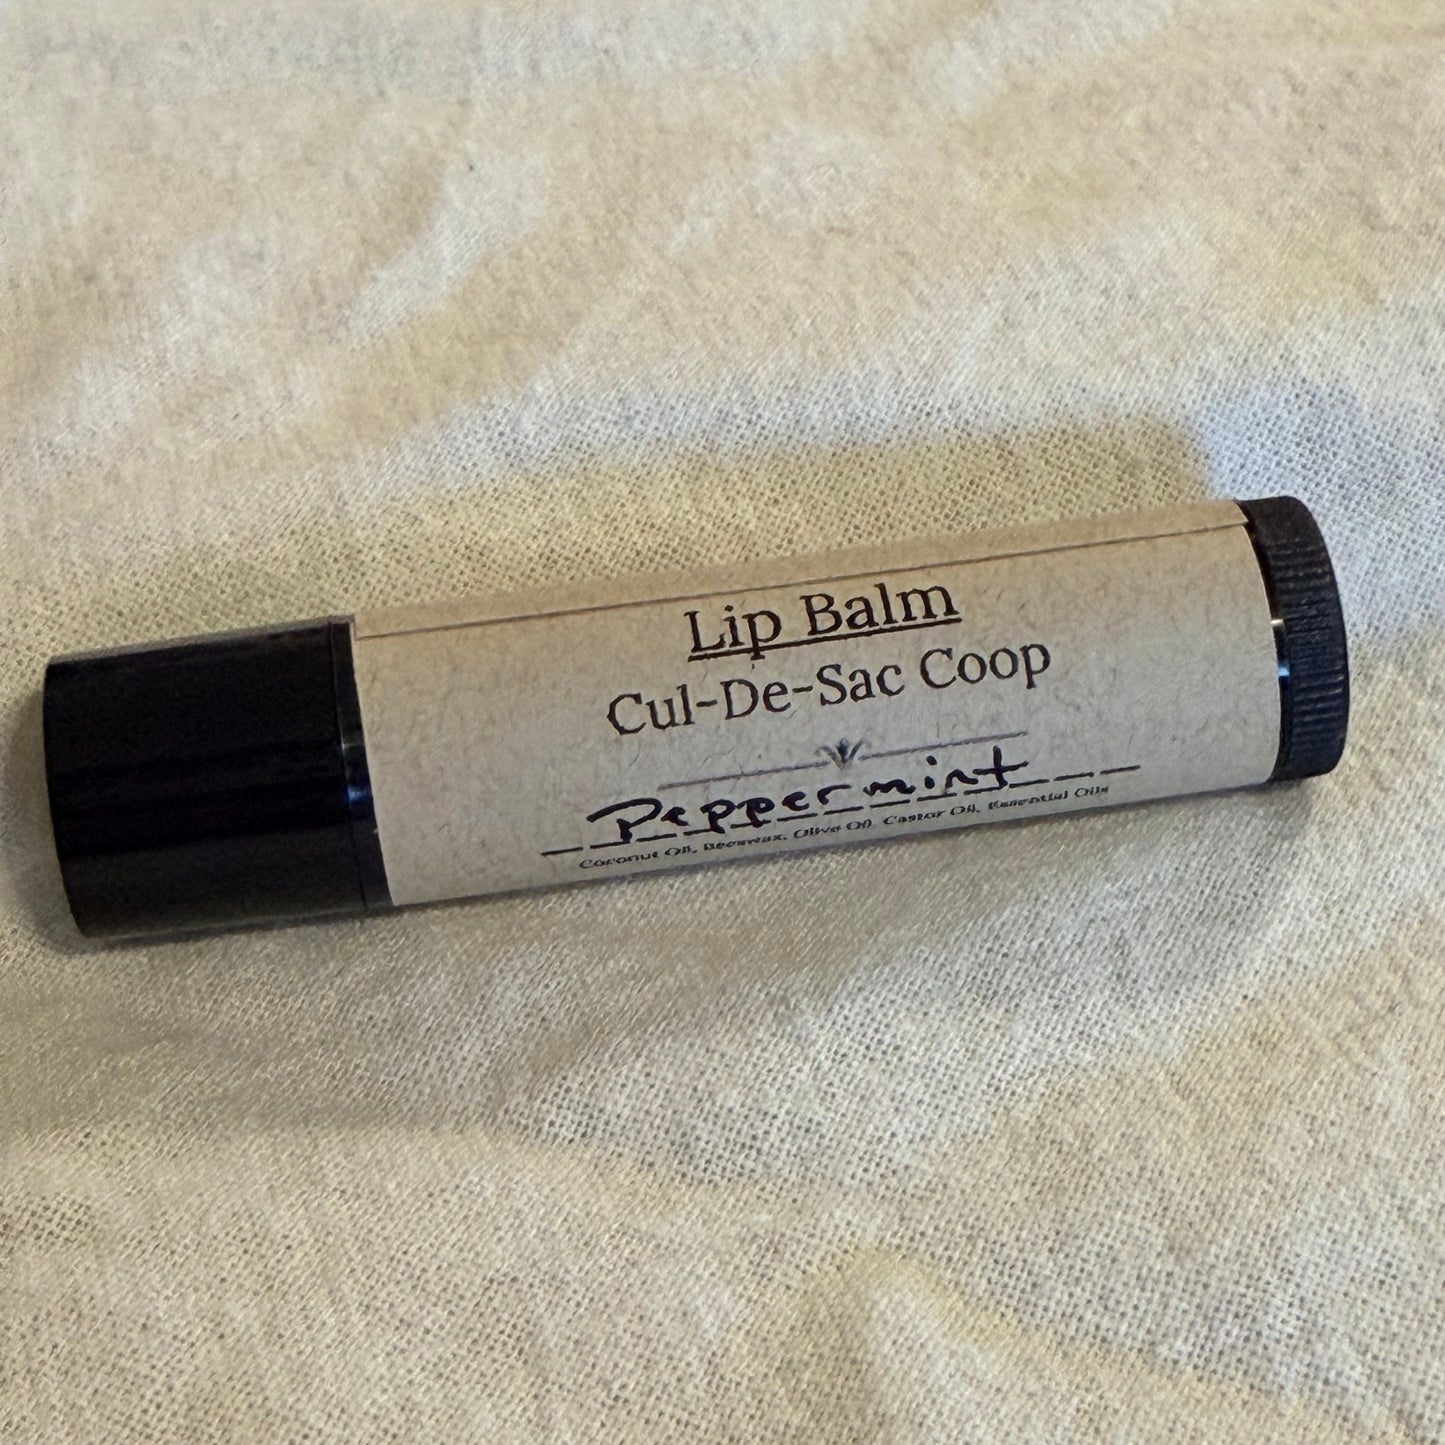 Lip Balm
Cul-De-Sac Coop
Peppermint
Coconut Oil, Beeswax, Olive Oil, Castor Oil, Essential Oils